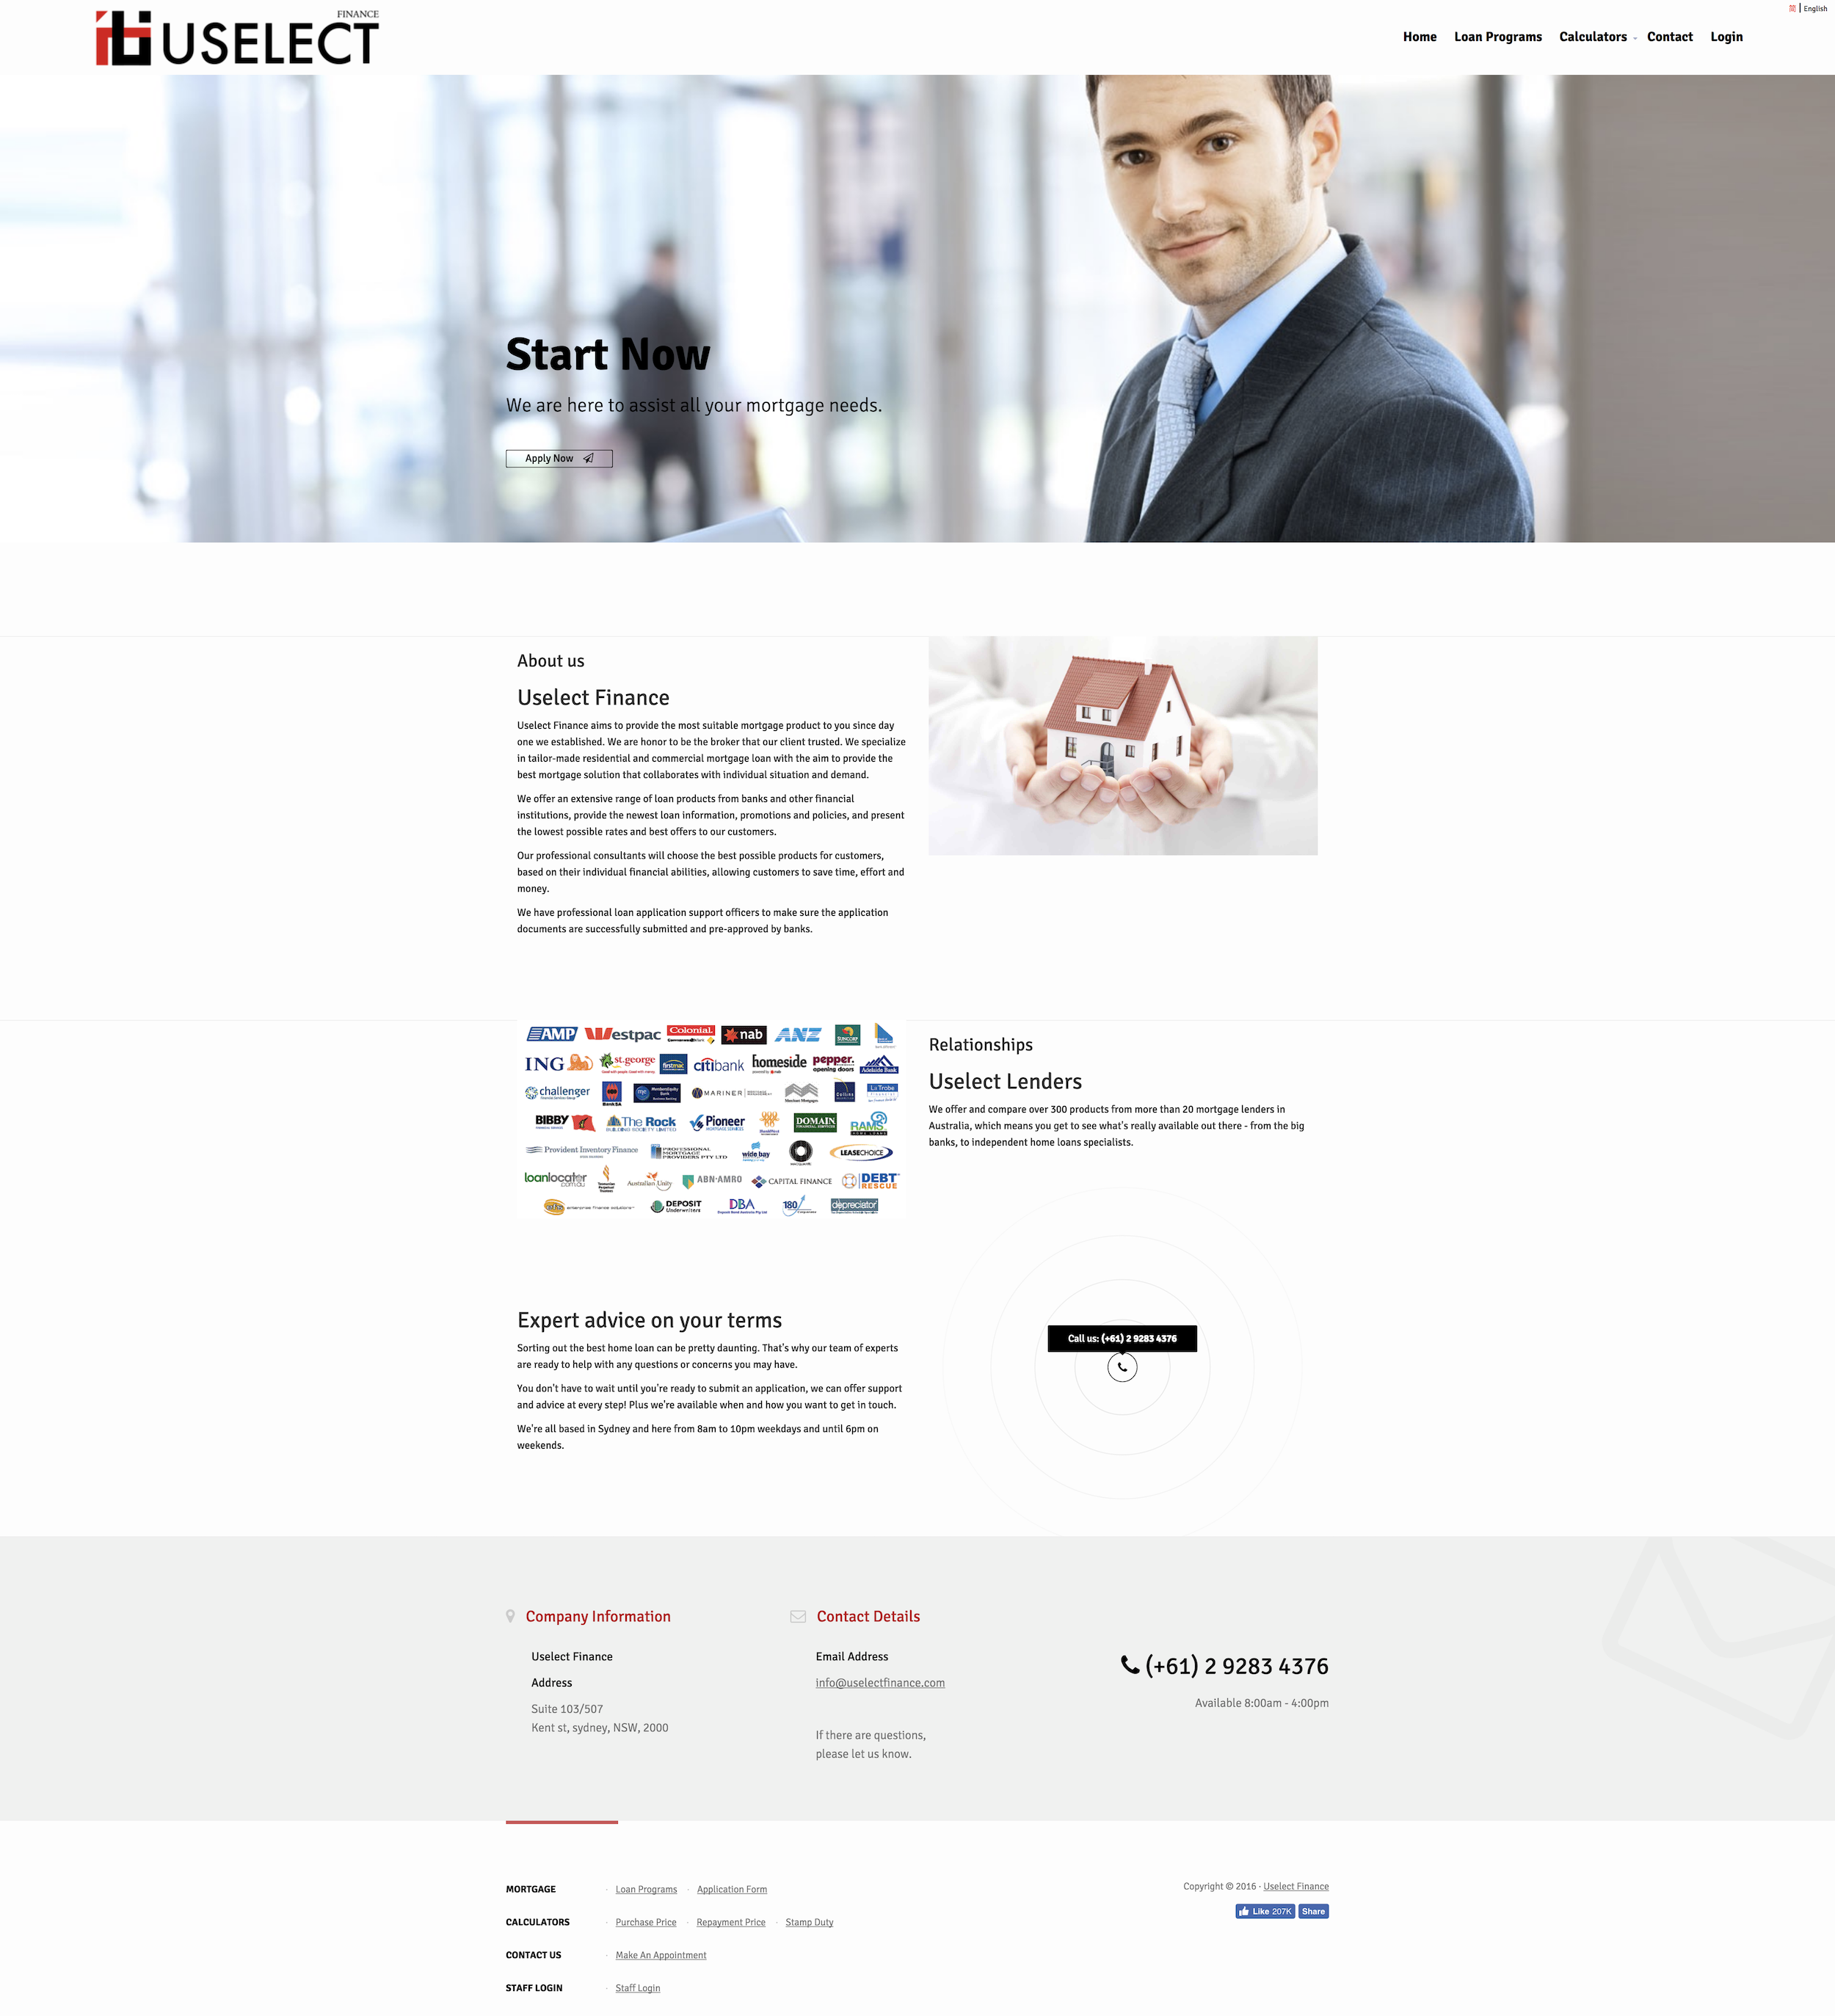 FINANCE
USELECT
简 | English
Home Loan Programs Calculators Contact Login
Start Now
We are here to assist all your mortgage needs.
Apply Now
About us
Uselect Finance
Uselect Finance aims to provide the most suitable mortgage product to you since day
one we established. We are honor to be the broker that our client trusted. We specialize
in tailor-made residential and commercial mortgage loan with the aim to provide the
best mortgage solution that collaborates with individual situation and demand.
We offer an extensive range of loan products from banks and other financial
institutions, provide the newest loan information, promotions and policies, and present
the lowest possible rates and best offers to our customers.
Our professional consultants will choose the best possible products for customers,
based on their individual financial abilities, allowing customers to save time, effort and
money.
We have professional loan application support officers to make sure the application
documents are successfully submitted and pre-approved by banks.
AMP Westpac Colonial nab ANZ SUNCORP
ING st.george firstmac citibank homeside pepper. opening doors Adelaide Bank
challenger BankSA MARINER Collins La Trobe
BIBBY The Rock Pioneer DOMAIN RAMS
BUILDING SOCIETY LIMITED
Provident Inventory Finance PROFESSIONAL MORTGAGE PROVIDERS PTY LTD wide bay MACQUARIE LEASECHOICE
loanlocator .com.au Australian Unity ABN·AMRO CAPITAL FINANCE DEBT RESCUE
enterprise finance solutions DEPOSIT Underwriters DBA 180 depreciator
Relationships
Uselect Lenders
We offer and compare over 300 products from more than 20 mortgage lenders in
Australia, which means you get to see what's really available out there - from the big
banks, to independent home loans specialists.
Expert advice on your terms
Sorting out the best home loan can be pretty daunting. That's why our team of experts
are ready to help with any questions or concerns you may have.
You don't have to wait until you're ready to submit an application, we can offer support
and advice at every step! Plus we're available when and how you want to get in touch.
We're all based in Sydney and here from 8am to 10pm weekdays and until 6pm on
weekends.
Call us: (+61) 2 9283 4376
Company Information
Uselect Finance
Address
Suite 103/507
Kent st, sydney, NSW, 2000
Contact Details
Email Address
info@uselectfinance.com
If there are questions,
please let us know.
(+61) 2 9283 4376
Available 8:00am - 4:00pm
MORTGAGE · Loan Programs · Application Form
CALCULATORS · Purchase Price · Repayment Price · Stamp Duty
CONTACT US · Make An Appointment
STAFF LOGIN · Staff Login
Copyright © 2016 · Uselect Finance
Like 207K Share